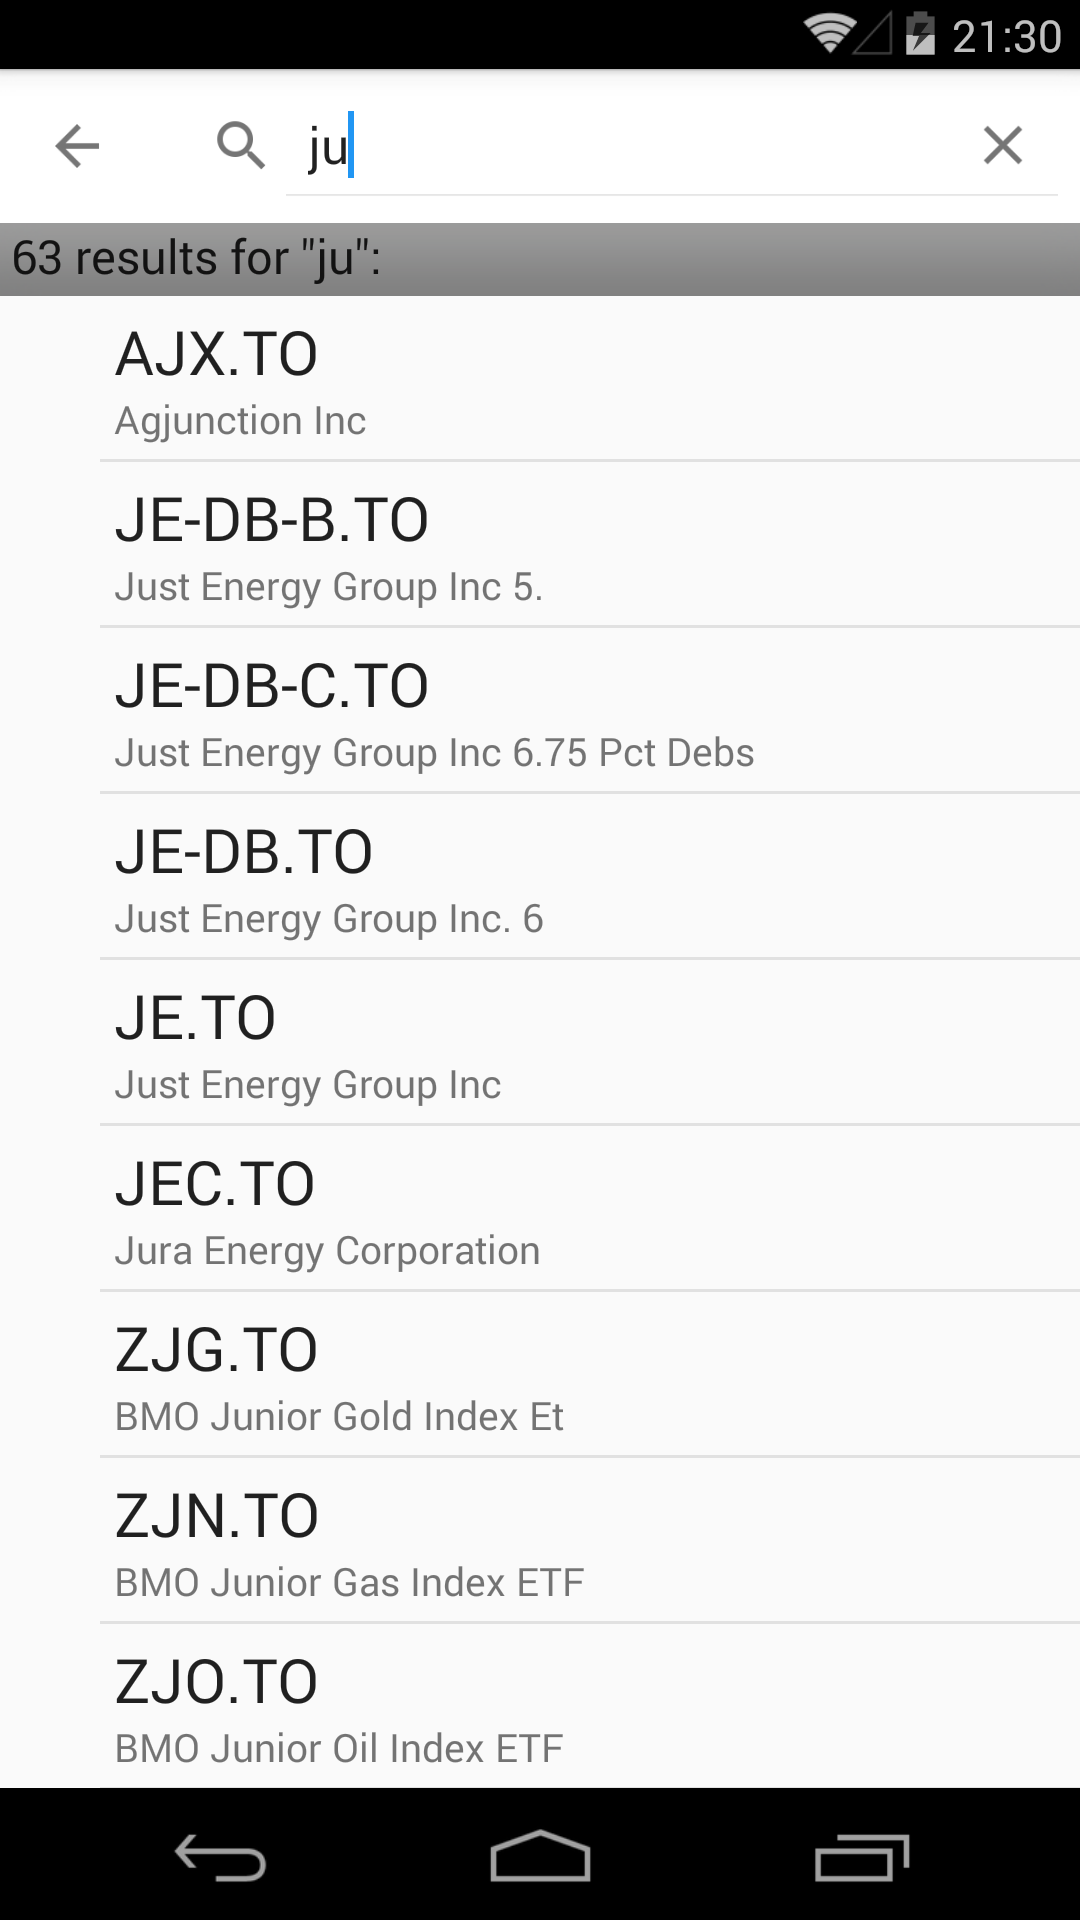 21:30
ju
63 results for "ju":
AJX.TO
Agjunction Inc
JE-DB-B.TO
Just Energy Group Inc 5.
JE-DB-C.TO
Just Energy Group Inc 6.75 Pct Debs
JE-DB.TO
Just Energy Group Inc. 6
JE.TO
Just Energy Group Inc
JEC.TO
Jura Energy Corporation
ZJG.TO
BMO Junior Gold Index Et
ZJN.TO
BMO Junior Gas Index ETF
ZJO.TO
BMO Junior Oil Index ETF